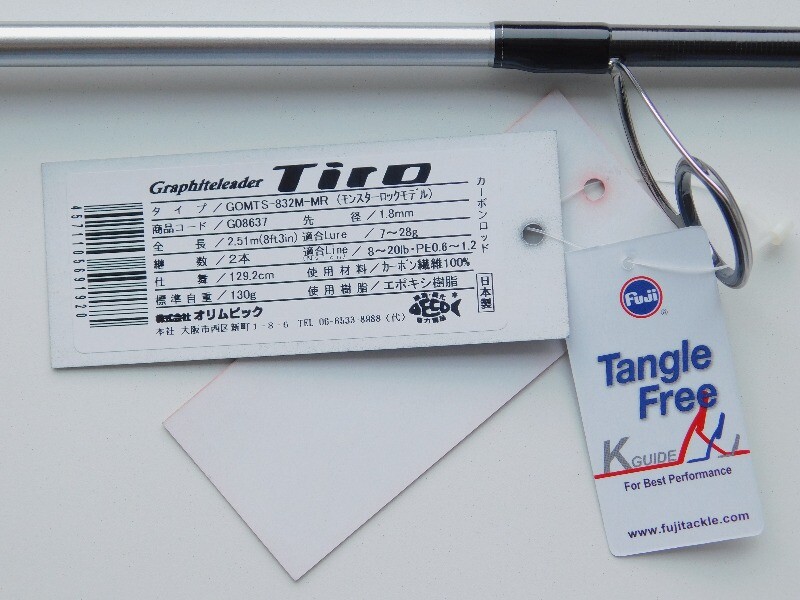 Graphiteleader Tiro
タイプ / GOMTS-832M-MR (モンスターロックモデル)
商品コード / G08637 先径 / 1.8mm
全長 / 2.51m(8ft3in) 適合Lure / 7～28g
継数 / 2本 適合Line / 8～20lb・PE0.6～1.2
仕舞 / 129.2cm 使用材料 / カーボン繊維100%
標準自重 / 130g 使用樹脂 / エポキシ樹脂
株式会社オリムピック
本社 大阪市西区新町1-8-6 TEL 06-6533-8988 (代)
カーボンロッド
日本製
4571105691920
Fuji
®
Tangle
Free
K GUIDE
For Best Performance
www.fujitackle.com